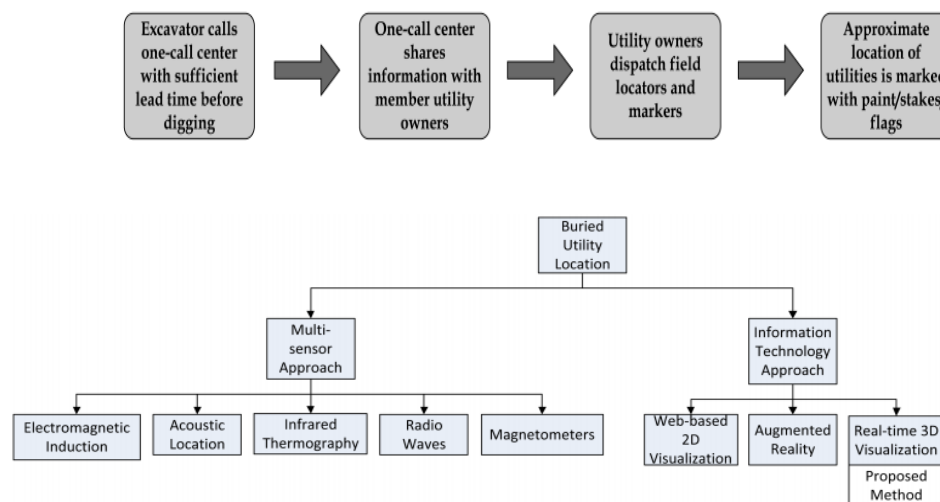 Excavator calls
one-call center
with sufficient
lead time before
digging
One-call center
shares
information with
member utility
owners
Utility owners
dispatch field
locators and
markers
Approximate
location of
utilities is marke
with paint/stakes
flags
Buried
Utility
Location
Multi-
sensor
Approach
Information
Technology
Approach
Electromagnetic
Induction
Acoustic
Location
Infrared
Thermography
Radio
Waves
Magnetometers
Web-based
2D
Visualization
Augmented
Reality
Real-time 3D
Visualization
Proposed
Method